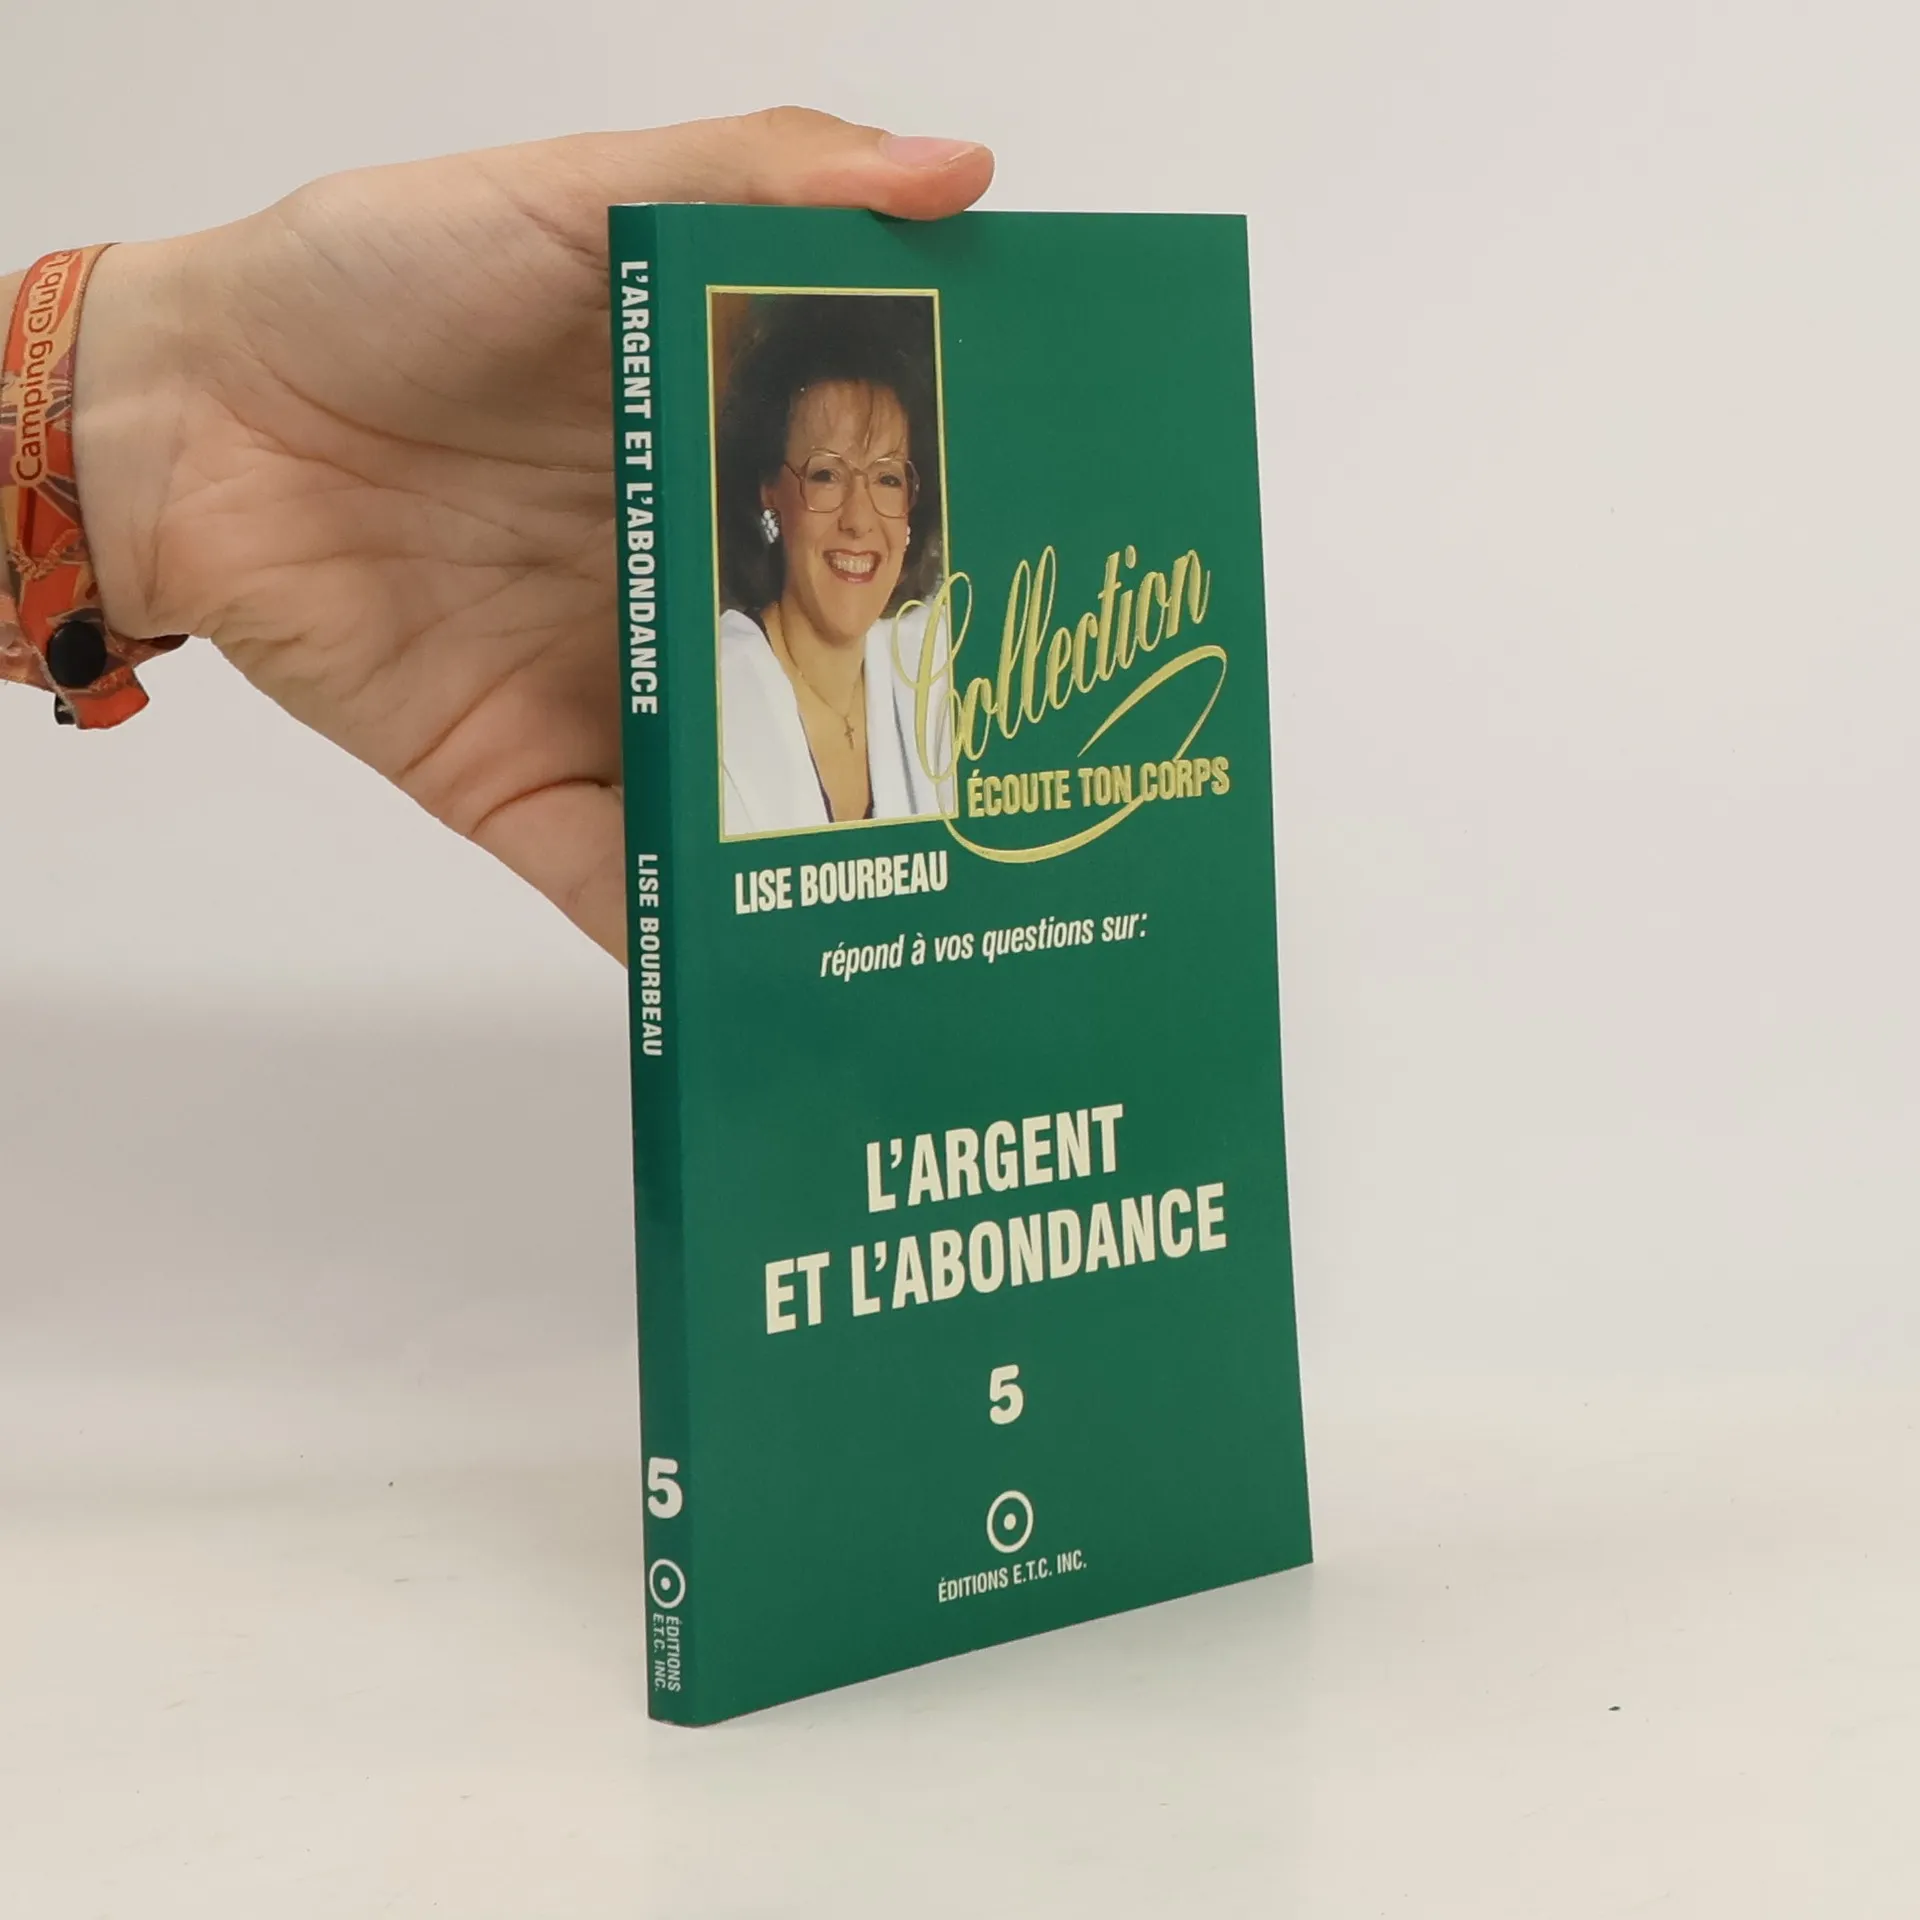 Camping Club
L'ARGENT ET L'ABONDANCE
LISE BOURBEAU
5
ÉDITIONS
E.T.C. INC.
Collection
ÉCOUTE TON CORPS
LISE BOURBEAU
répond à vos questions sur:
L'ARGENT
ET L'ABONDANCE
5
ÉDITIONS E.T.C. INC.